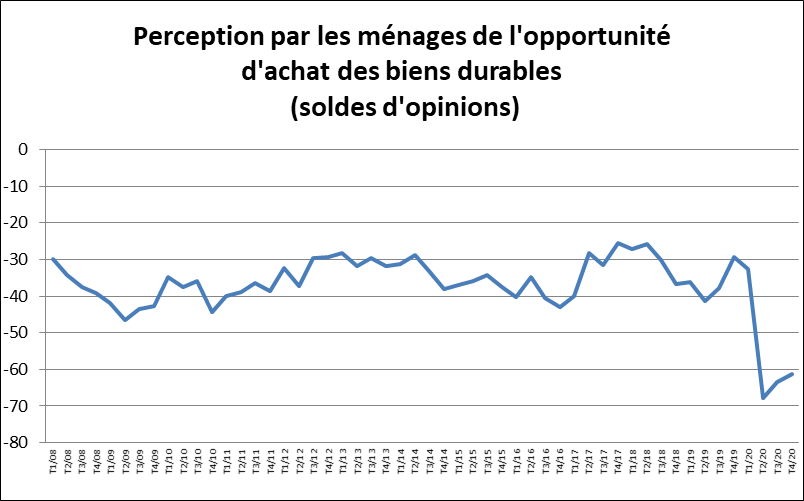 Perception par les ménages de l'opportunité
d'achat des biens durables
(soldes d'opinions)
0
-10
-20
-30
-40
-50
-60
-70
-80
T1/08
T2/08
T3/08
T4/08
T1/09
T2/09
T3/09
T4/09
T1/10
T2/10
T3/10
T4/10
T1/11
T2/11
T3/11
T4/11
T1/12
T2/12
T3/12
T4/12
T1/13
T2/13
T3/13
T4/13
T1/14
T2/14
T3/14
T4/14
T1/15
T2/15
T3/15
T4/15
T1/16
T2/16
T3/16
T4/16
T1/17
T2/17
T3/17
T4/17
T1/18
T2/18
T3/18
T4/18
T1/19
T2/19
T3/19
T4/19
T1/20
T2/20
T3/20
T4/20